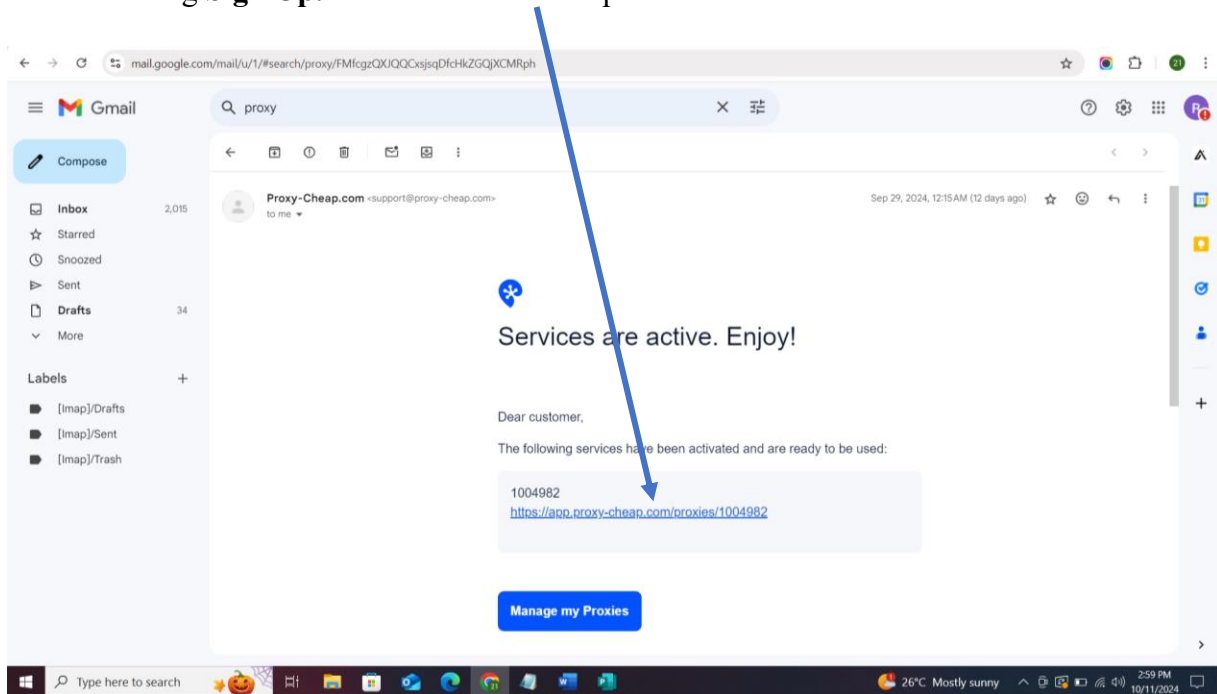 Sign Up.
mail.google.com/mail/u/1/#search/proxy/FMfcgzQXJQQCxsjsqDfcHkZGQjXCMRph
21
Gmail
proxy
Compose
Proxy-Cheap.com <support@proxy-cheap.com>
Sep 29, 2024, 12:15 AM (12 days ago)
to me
Inbox 2,015
Starred
Snoozed
Sent
Drafts 34
More
Labels
[Imap]/Drafts
[Imap]/Sent
[Imap]/Trash
Services are active. Enjoy!
Dear customer,
The following services have been activated and are ready to be used:
1004982
https://app.proxy-cheap.com/proxies/1004982
Manage my Proxies
Type here to search
26°C Mostly sunny
2:59 PM
10/11/2024